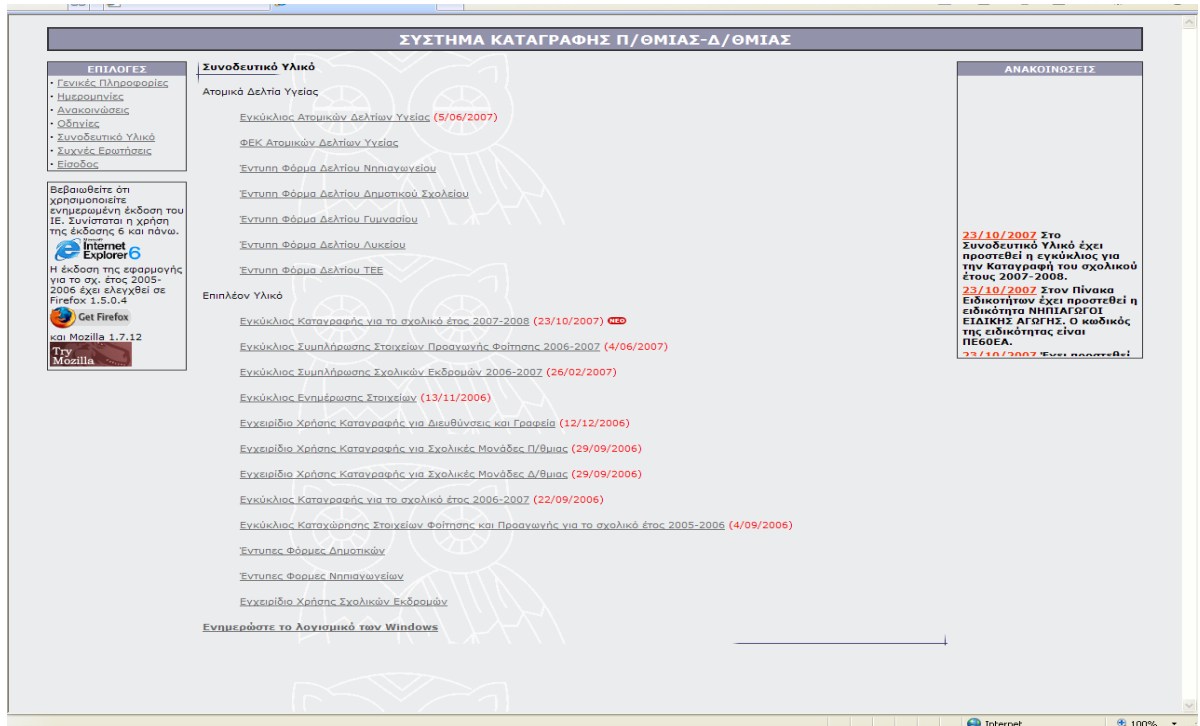 ΣΥΣΤΗΜΑ ΚΑΤΑΓΡΑΦΗΣ Π/ΘΜΙΑΣ-Δ/ΘΜΙΑΣ
ΕΠΙΛΟΓΕΣ
· Γενικές Πληροφορίες
· Ημερομηνίες
· Ανακοινώσεις
· Οδηγίες
· Συνοδευτικό Υλικό
· Συχνές Ερωτήσεις
· Είσοδος
Βεβαιωθείτε ότι
χρησιμοποιείτε
ενημερωμένη έκδοση του
ΙΕ. Συνίσταται η χρήση
της έκδοσης 6 και πάνω.
Microsoft
Internet
Explorer 6
Η έκδοση της εφαρμογής
για το σχ. έτος 2005-
2006 έχει ελεγχθεί σε
Firefox 1.5.0.4
Get Firefox
και Mozilla 1.7.12
Try
Mozilla
Συνοδευτικό Υλικό
Ατομικά Δελτία Υγείας
Εγκύκλιος Ατομικών Δελτίων Υγείας (5/06/2007)
ΦΕΚ Ατομικών Δελτίων Υγείας
Έντυπη Φόρμα Δελτίου Νηπιαγωγείου
Έντυπη Φόρμα Δελτίου Δημοτικού Σχολείου
Έντυπη Φόρμα Δελτίου Γυμνασίου
Έντυπη Φόρμα Δελτίου Λυκείου
Έντυπη Φόρμα Δελτίου ΤΕΕ
Επιπλέον Υλικό
Εγκύκλιος Καταγραφής για το σχολικό έτος 2007-2008 (23/10/2007) ΝΕΟ
Εγκύκλιος Συμπλήρωσης Στοιχείων Προαγωγής Φοίτησης 2006-2007 (4/06/2007)
Εγκύκλιος Συμπλήρωσης Σχολικών Εκδρομών 2006-2007 (26/02/2007)
Εγκύκλιος Ενημέρωσης Στοιχείων (13/11/2006)
Εγχειρίδιο Χρήσης Καταγραφής για Διευθύνσεις και Γραφεία (12/12/2006)
Εγχειρίδιο Χρήσης Καταγραφής για Σχολικές Μονάδες Π/θμιας (29/09/2006)
Εγχειρίδιο Χρήσης Καταγραφής για Σχολικές Μονάδες Δ/θμιας (29/09/2006)
Εγκύκλιος Καταγραφής για το σχολικό έτος 2006-2007 (22/09/2006)
Εγκύκλιος Καταχώρησης Στοιχείων Φοίτησης και Προαγωγής για το σχολικό έτος 2005-2006 (4/09/2006)
Έντυπες Φόρμες Δημοτικών
Έντυπες Φορμες Νηπιαγωγείων
Εγχειρίδιο Χρήσης Σχολικών Εκδρομών
Ενημερώστε το λογισμικό των Windows
ΑΝΑΚΟΙΝΩΣΕΙΣ
23/10/2007 Στο
Συνοδευτικό Υλικό έχει
προστεθεί η εγκύκλιος για
την Καταγραφή του σχολικού
έτους 2007-2008.
23/10/2007 Στον Πίνακα
Ειδικοτήτων έχει προστεθεί η
ειδικότητα ΝΗΠΙΑΓΩΓΟΙ
ΕΙΔΙΚΗΣ ΑΓΩΓΗΣ. Ο κωδικός
της ειδικότητας είναι
ΠΕ60ΕΑ.
23/10/2007 Έχει προστεθεί
Internet
100%